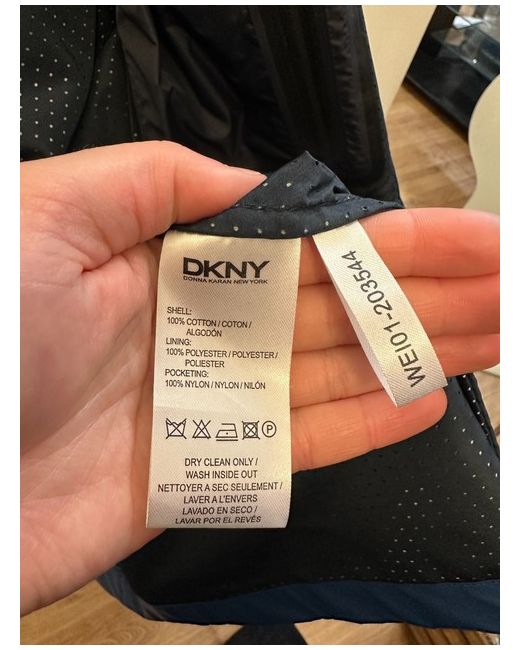 DKNY
DONNA KARAN NEW YORK
SHELL:
100% COTTON / COTON /
ALGODÓN
LINING:
100% POLYESTER / POLYESTER /
POLIESTER
POCKETING:
100% NYLON / NYLON / NILÓN
P
DRY CLEAN ONLY /
WASH INSIDE OUT
NETTOYER A SEC SEULEMENT /
LAVER A L'ENVERS
LAVADO EN SECO /
LAVAR POR EL REVÉS
WEI01-203544